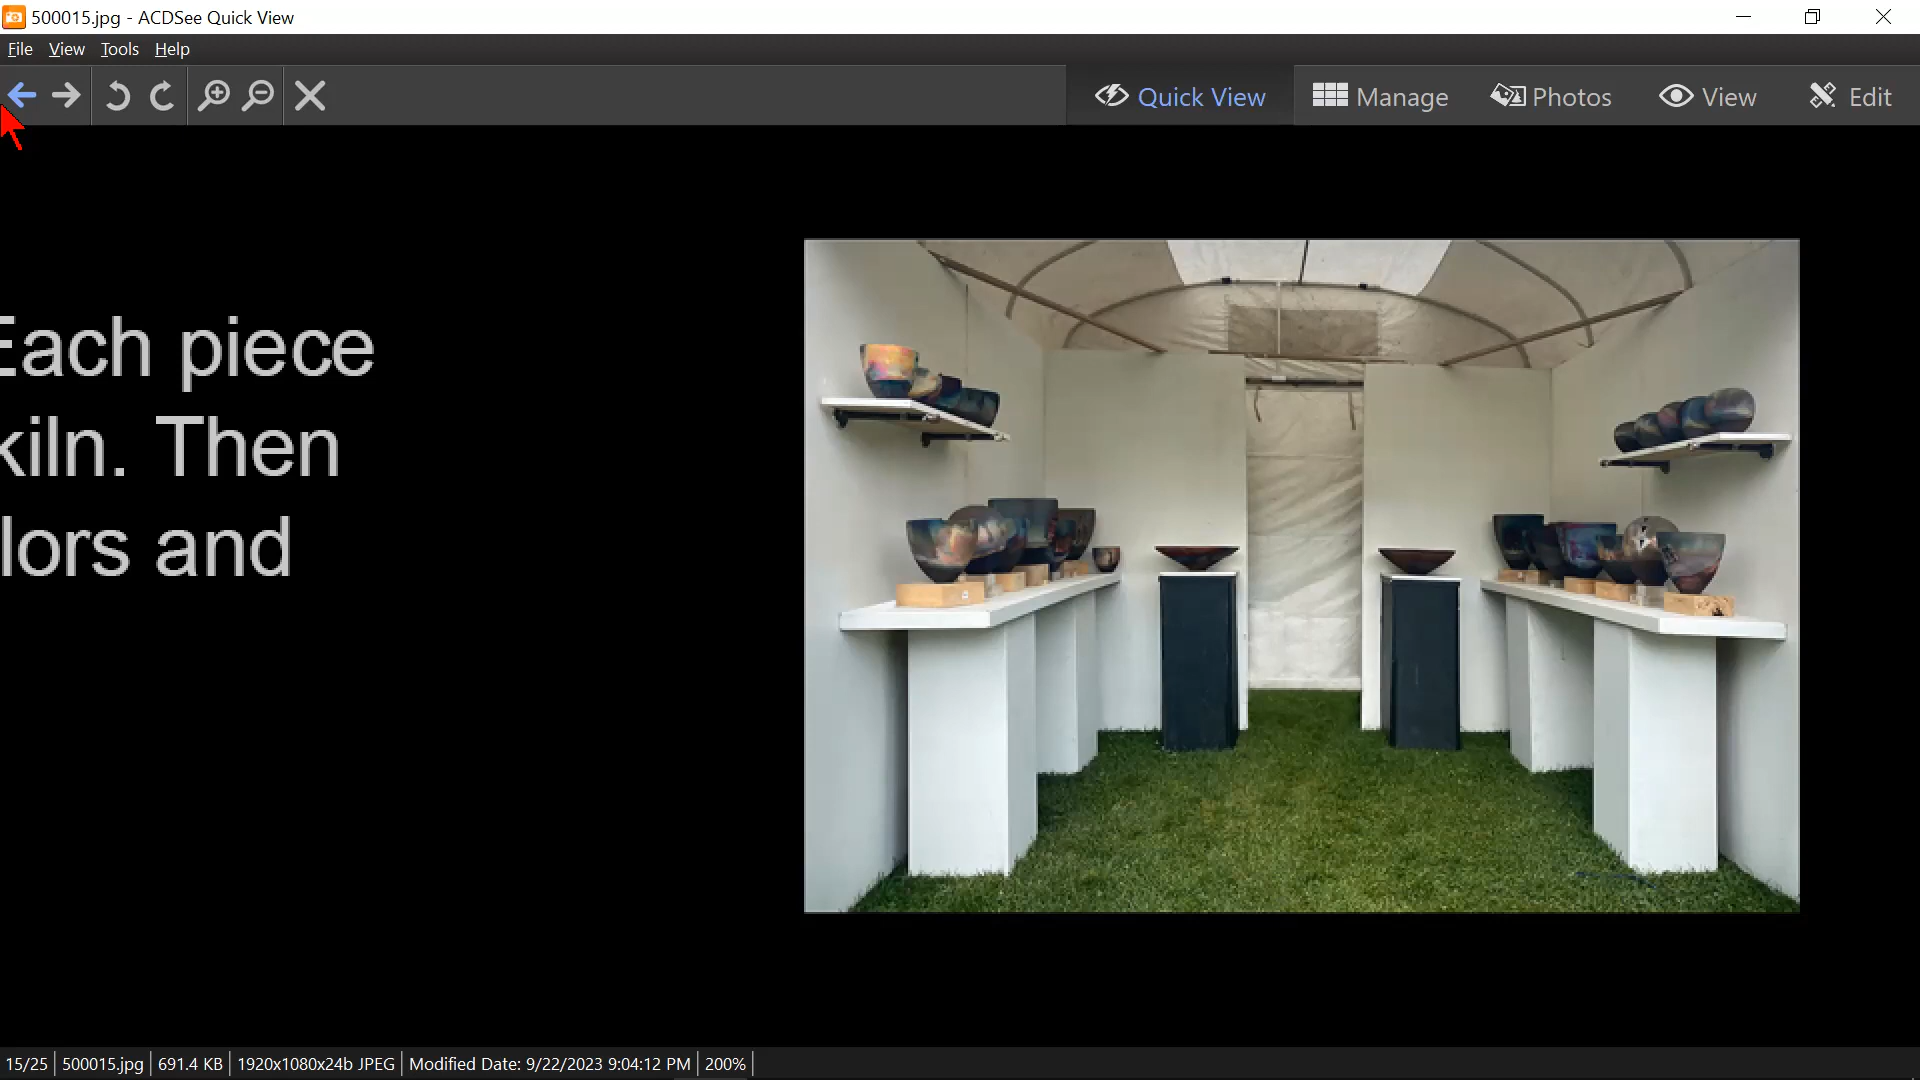 500015.jpg - ACDSee Quick View
File View Tools Help
Quick View Manage Photos View Edit
Each piece
kiln. Then
lors and
15/25 500015.jpg 691.4 KB 1920x1080x24b JPEG Modified Date: 9/22/2023 9:04:12 PM 200%